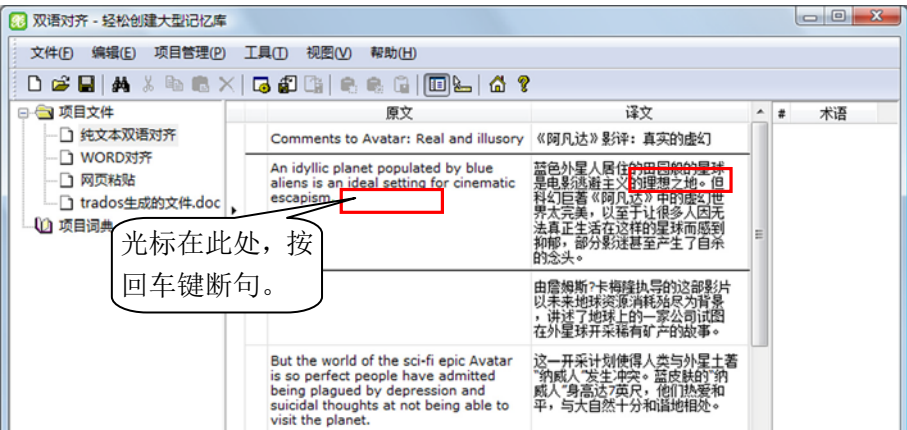 双语对齐 - 轻松创建大型记忆库
文件(F) 编辑(E) 项目管理(P) 工具(T) 视图(V) 帮助(H)
项目文件
纯文本双语对齐
WORD对齐
网页粘贴
trados生成的文件.doc
项目词典
原文 译文 # 术语
Comments to Avatar: Real and illusory
《阿凡达》影评：真实的虚幻
An idyllic planet populated by blue
aliens is an ideal setting for cinematic
escapism.
蓝色外星人居住的田园般的星球
是电影逃避主义的理想之地。但
科幻巨著《阿凡达》中的虚幻世
界太完美，以至于让很多人因无
法真正生活在这样的星球而感到
抑郁，部分影迷甚至产生了自杀
的念头。
光标在此处，按
回车键断句。
由詹姆斯?卡梅隆执导的这部影片
以未来地球资源消耗殆尽为背景
，讲述了地球上的一家公司试图
在外星球开采稀有矿产的故事。
But the world of the sci-fi epic Avatar
is so perfect people have admitted
being plagued by depression and
suicidal thoughts at not being able to
visit the planet.
这一开采计划使得人类与外星土著
"纳威人"发生冲突。蓝皮肤的"纳
威人"身高达7英尺，他们热爱和
平，与大自然十分和谐地相处。